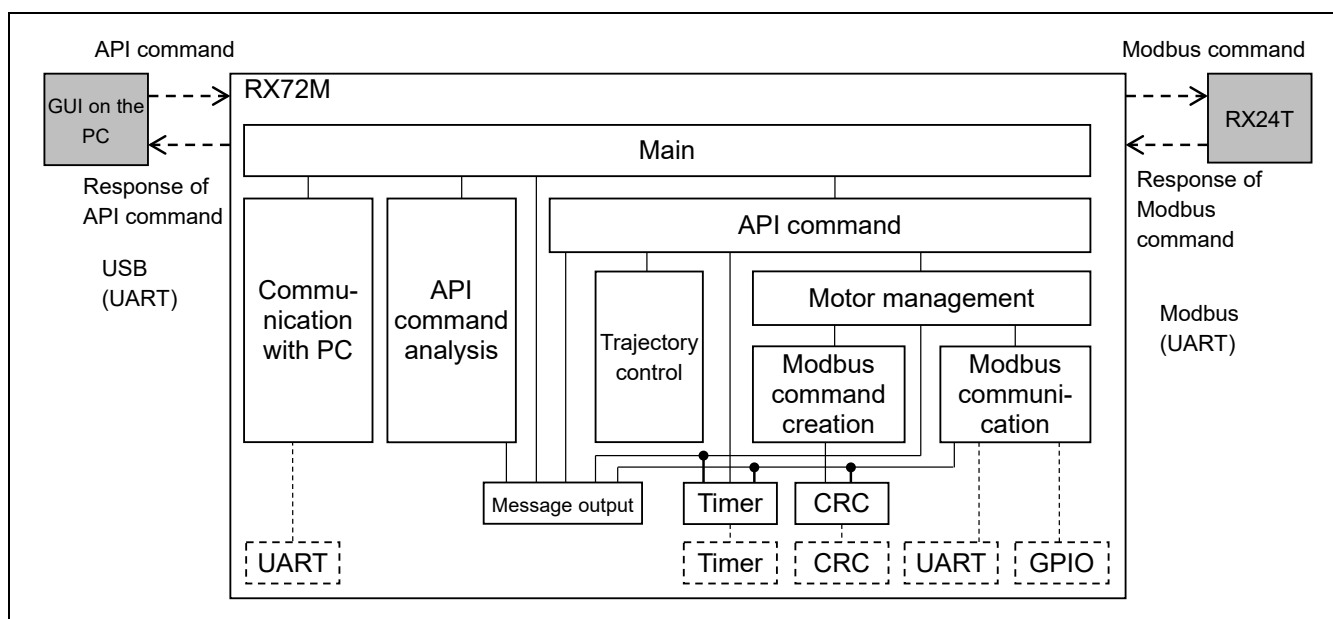 API command
Modbus command
GUI on the
PC
RX72M
RX24T
Main
Response of
API command
Response of
Modbus
command
API command
USB
(UART)
Commu-
nication
with PC
API
command
analysis
Trajectory
control
Motor management
Modbus
(UART)
Modbus
command
creation
Modbus
communi-
cation
Message output
Timer
CRC
UART
Timer
CRC
UART
GPIO